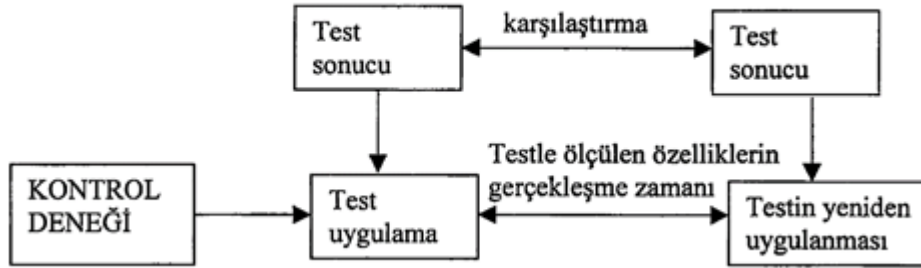 Test
sonucu
karşılaştırma
Test
sonucu
KONTROL
DENEĞİ
Test
uygulama
Testle ölçülen özelliklerin
gerçekleşme zamanı
Testin yeniden
uygulanması